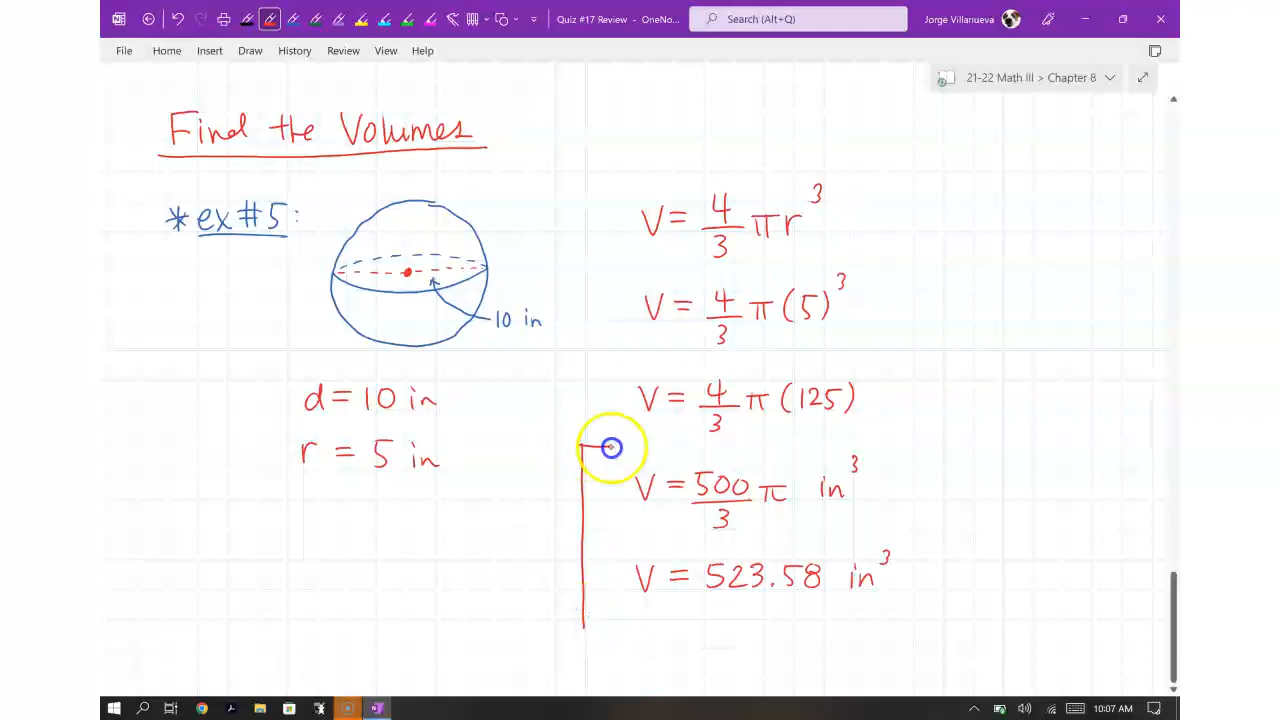 Quiz #17 Review - OneNo...
Search (Alt+Q)
Jorge Villanueva
File Home Insert Draw History Review View Help
21-22 Math III > Chapter 8
Find the Volumes
* ex #5:
10 in
d = 10 in
r = 5 in
V = 4/3 πr³
V = 4/3 π(5)³
V = 4/3 π(125)
V = 500/3 π in³
V = 523.58 in³
10:07 AM